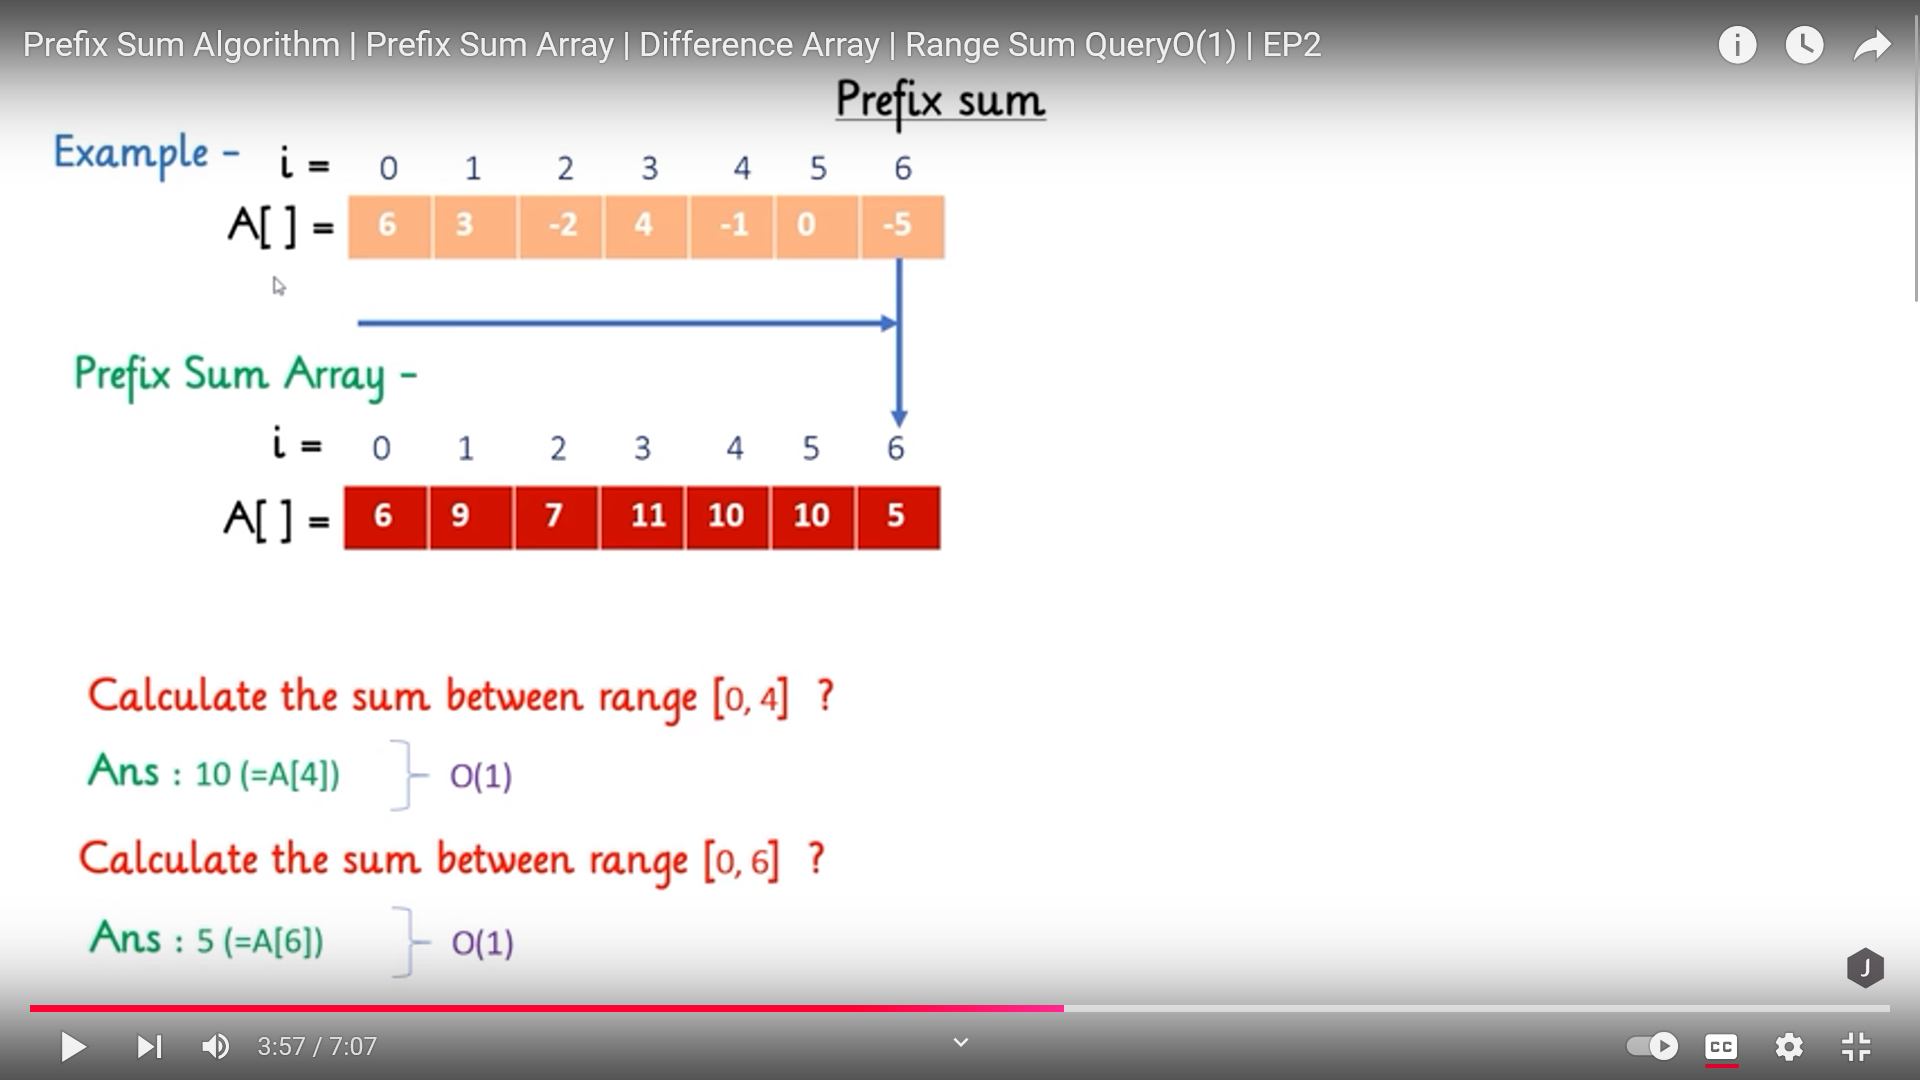 Prefix Sum Algorithm | Prefix Sum Array | Difference Array | Range Sum QueryO(1) | EP2
Prefix sum
Example - i = 0 1 2 3 4 5 6
A[ ] = 6 3 -2 4 -1 0 -5
Prefix Sum Array -
i = 0 1 2 3 4 5 6
A[ ] = 6 9 7 11 10 10 5
Calculate the sum between range [0, 4] ?
Ans : 10 (=A[4]) O(1)
Calculate the sum between range [0, 6] ?
Ans : 5 (=A[6]) O(1)
J
3:57 / 7:07 CC